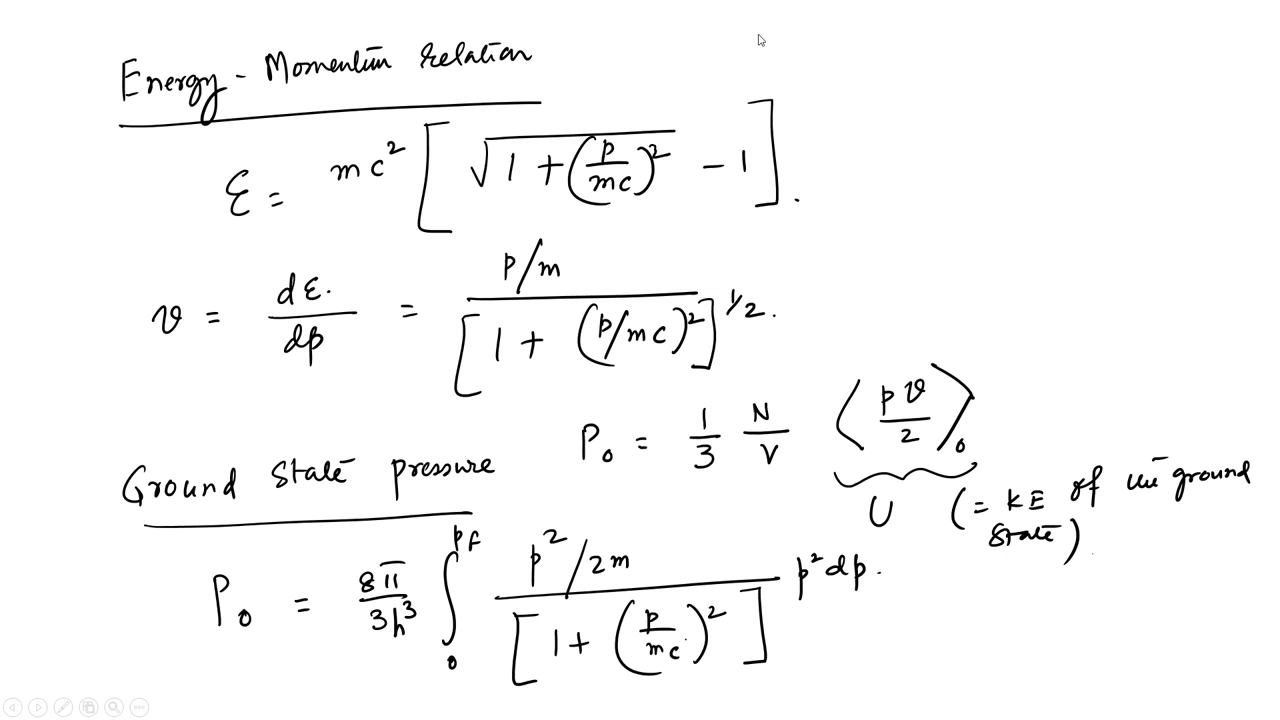 Energy - Momentum Relation
ε = mc² [ √(1 + (p/mc)²) - 1 ].
v = dε/dp = (p/m) / [1 + (p/mc)²]^1/2.
P₀ = 1/3 N/V ⟨pv/2⟩₀
U (= KE of the ground state).
Ground State pressure
P₀ = 8π/3h³ ∫₀^pF (p²/2m) / [1 + (p/mc)²] p² dp.